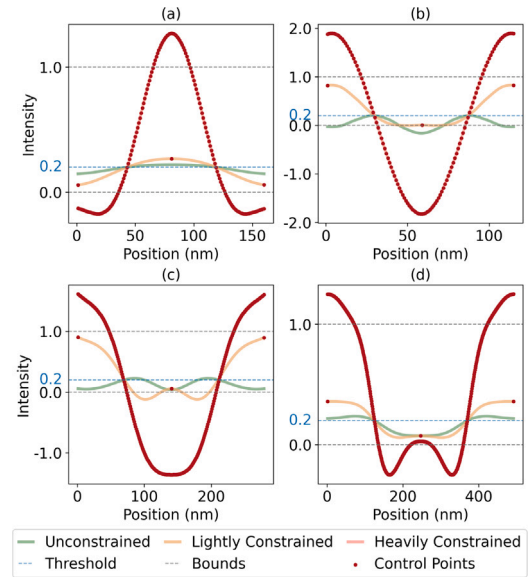 (a)
(b)
Intensity
1.0
0.2
0.0
0
50
100
150
Position (nm)
2.0
1.0
0.2
0.0
-1.0
-2.0
0
50
100
Position (nm)
(c)
(d)
Intensity
1.0
0.2
0.0
-1.0
0
100
200
Position (nm)
1.0
0.2
0.0
0
200
400
Position (nm)
Unconstrained
Lightly Constrained
Heavily Constrained
Threshold
Bounds
Control Points